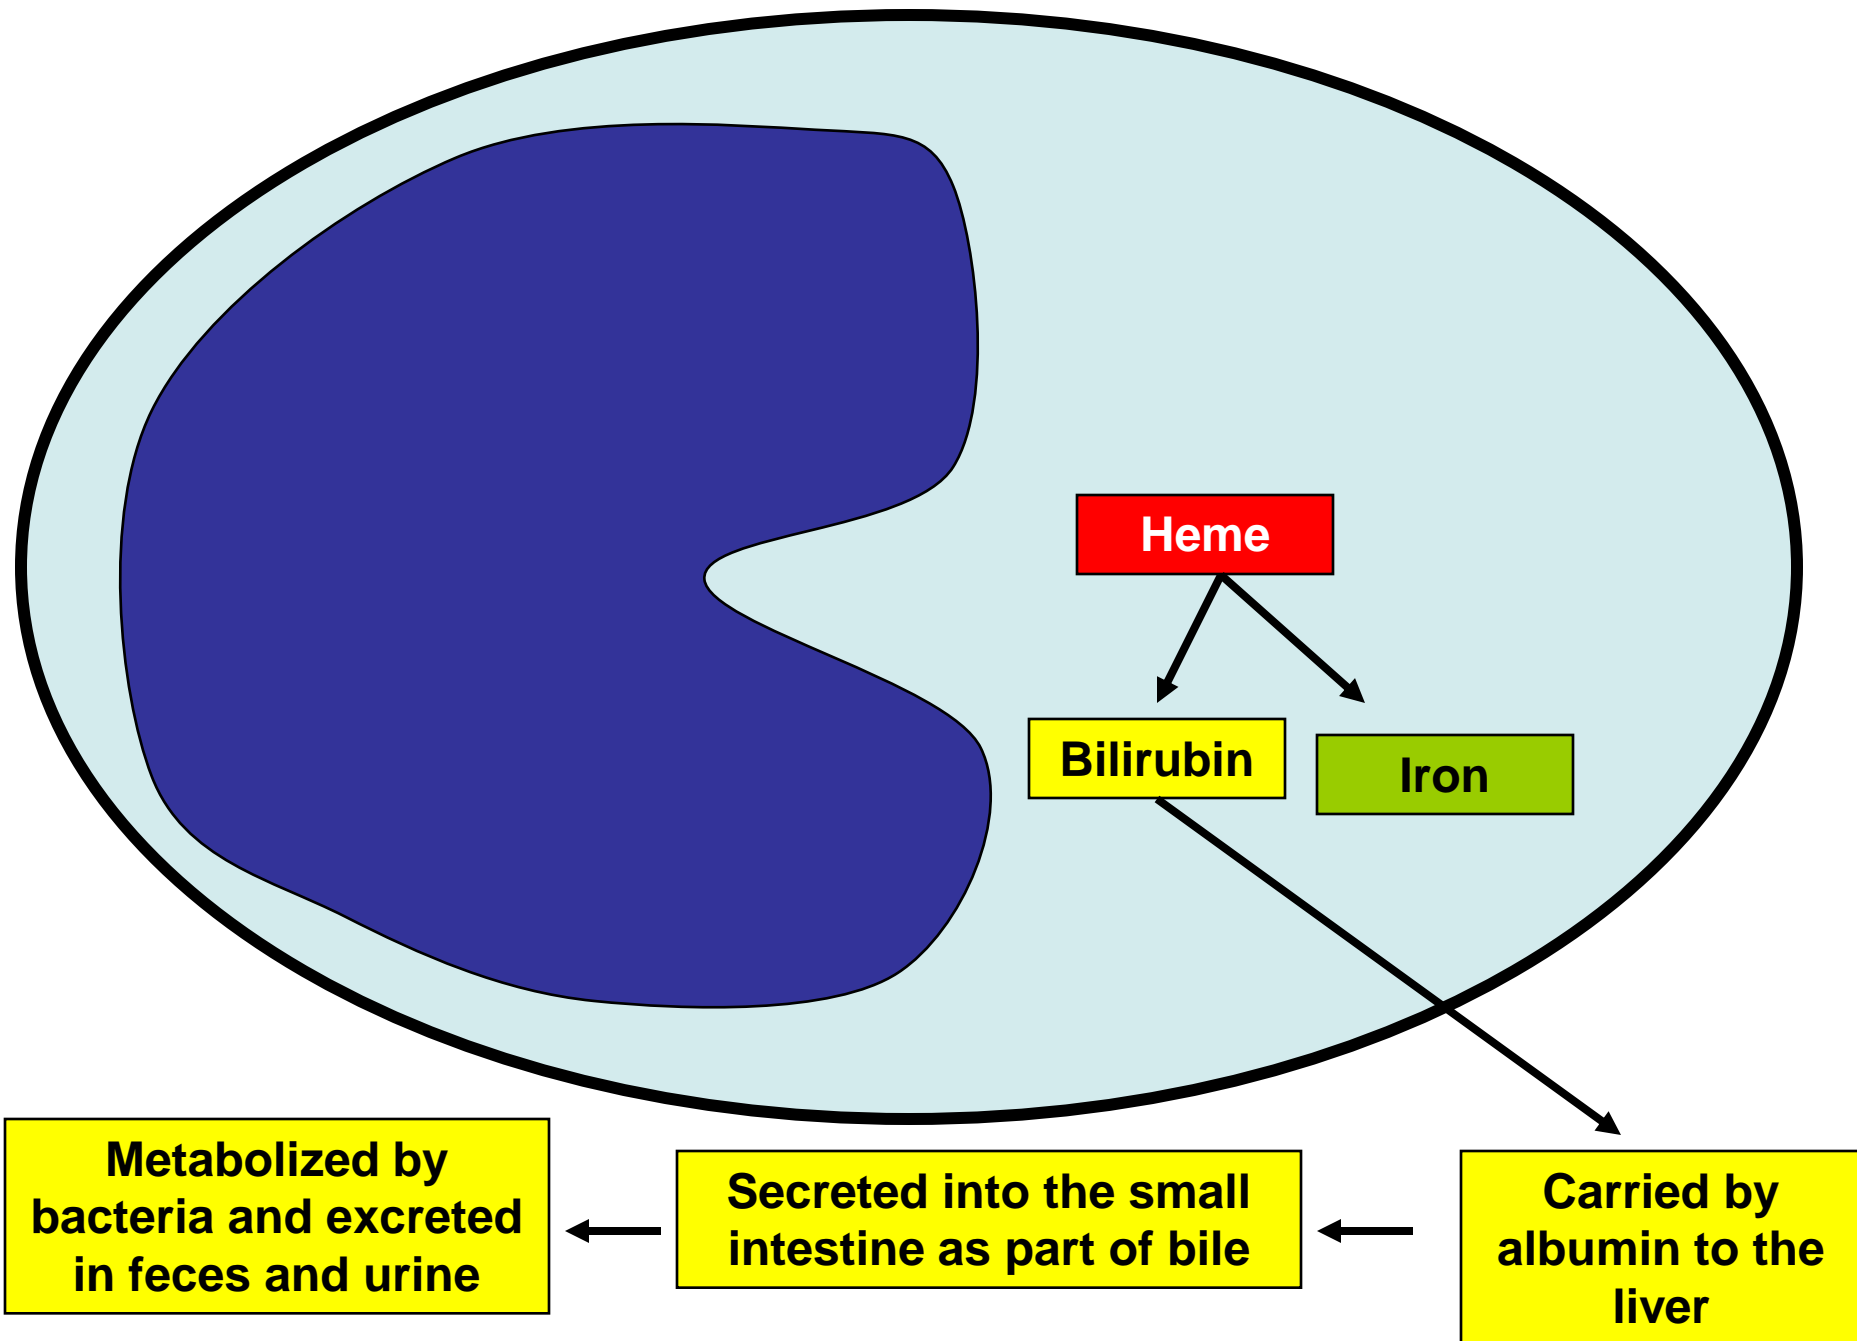 Heme
Bilirubin
Iron
Metabolized by
bacteria and excreted
in feces and urine
Secreted into the small
intestine as part of bile
Carried by
albumin to the
liver